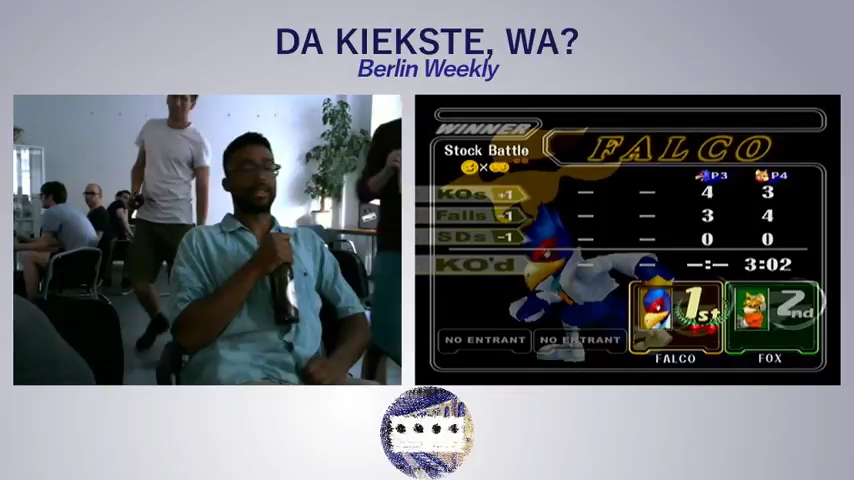 DA KIEKSTE, WA?
Berlin Weekly
WINNER
FALCO
Stock Battle
P3 P4
KOs +1 — — 4 3
Falls -1 — — 3 4
SDs -1 — — 0 0
KO'd — — —:— 3:02
1st 2nd
NO ENTRANT NO ENTRANT FALCO FOX